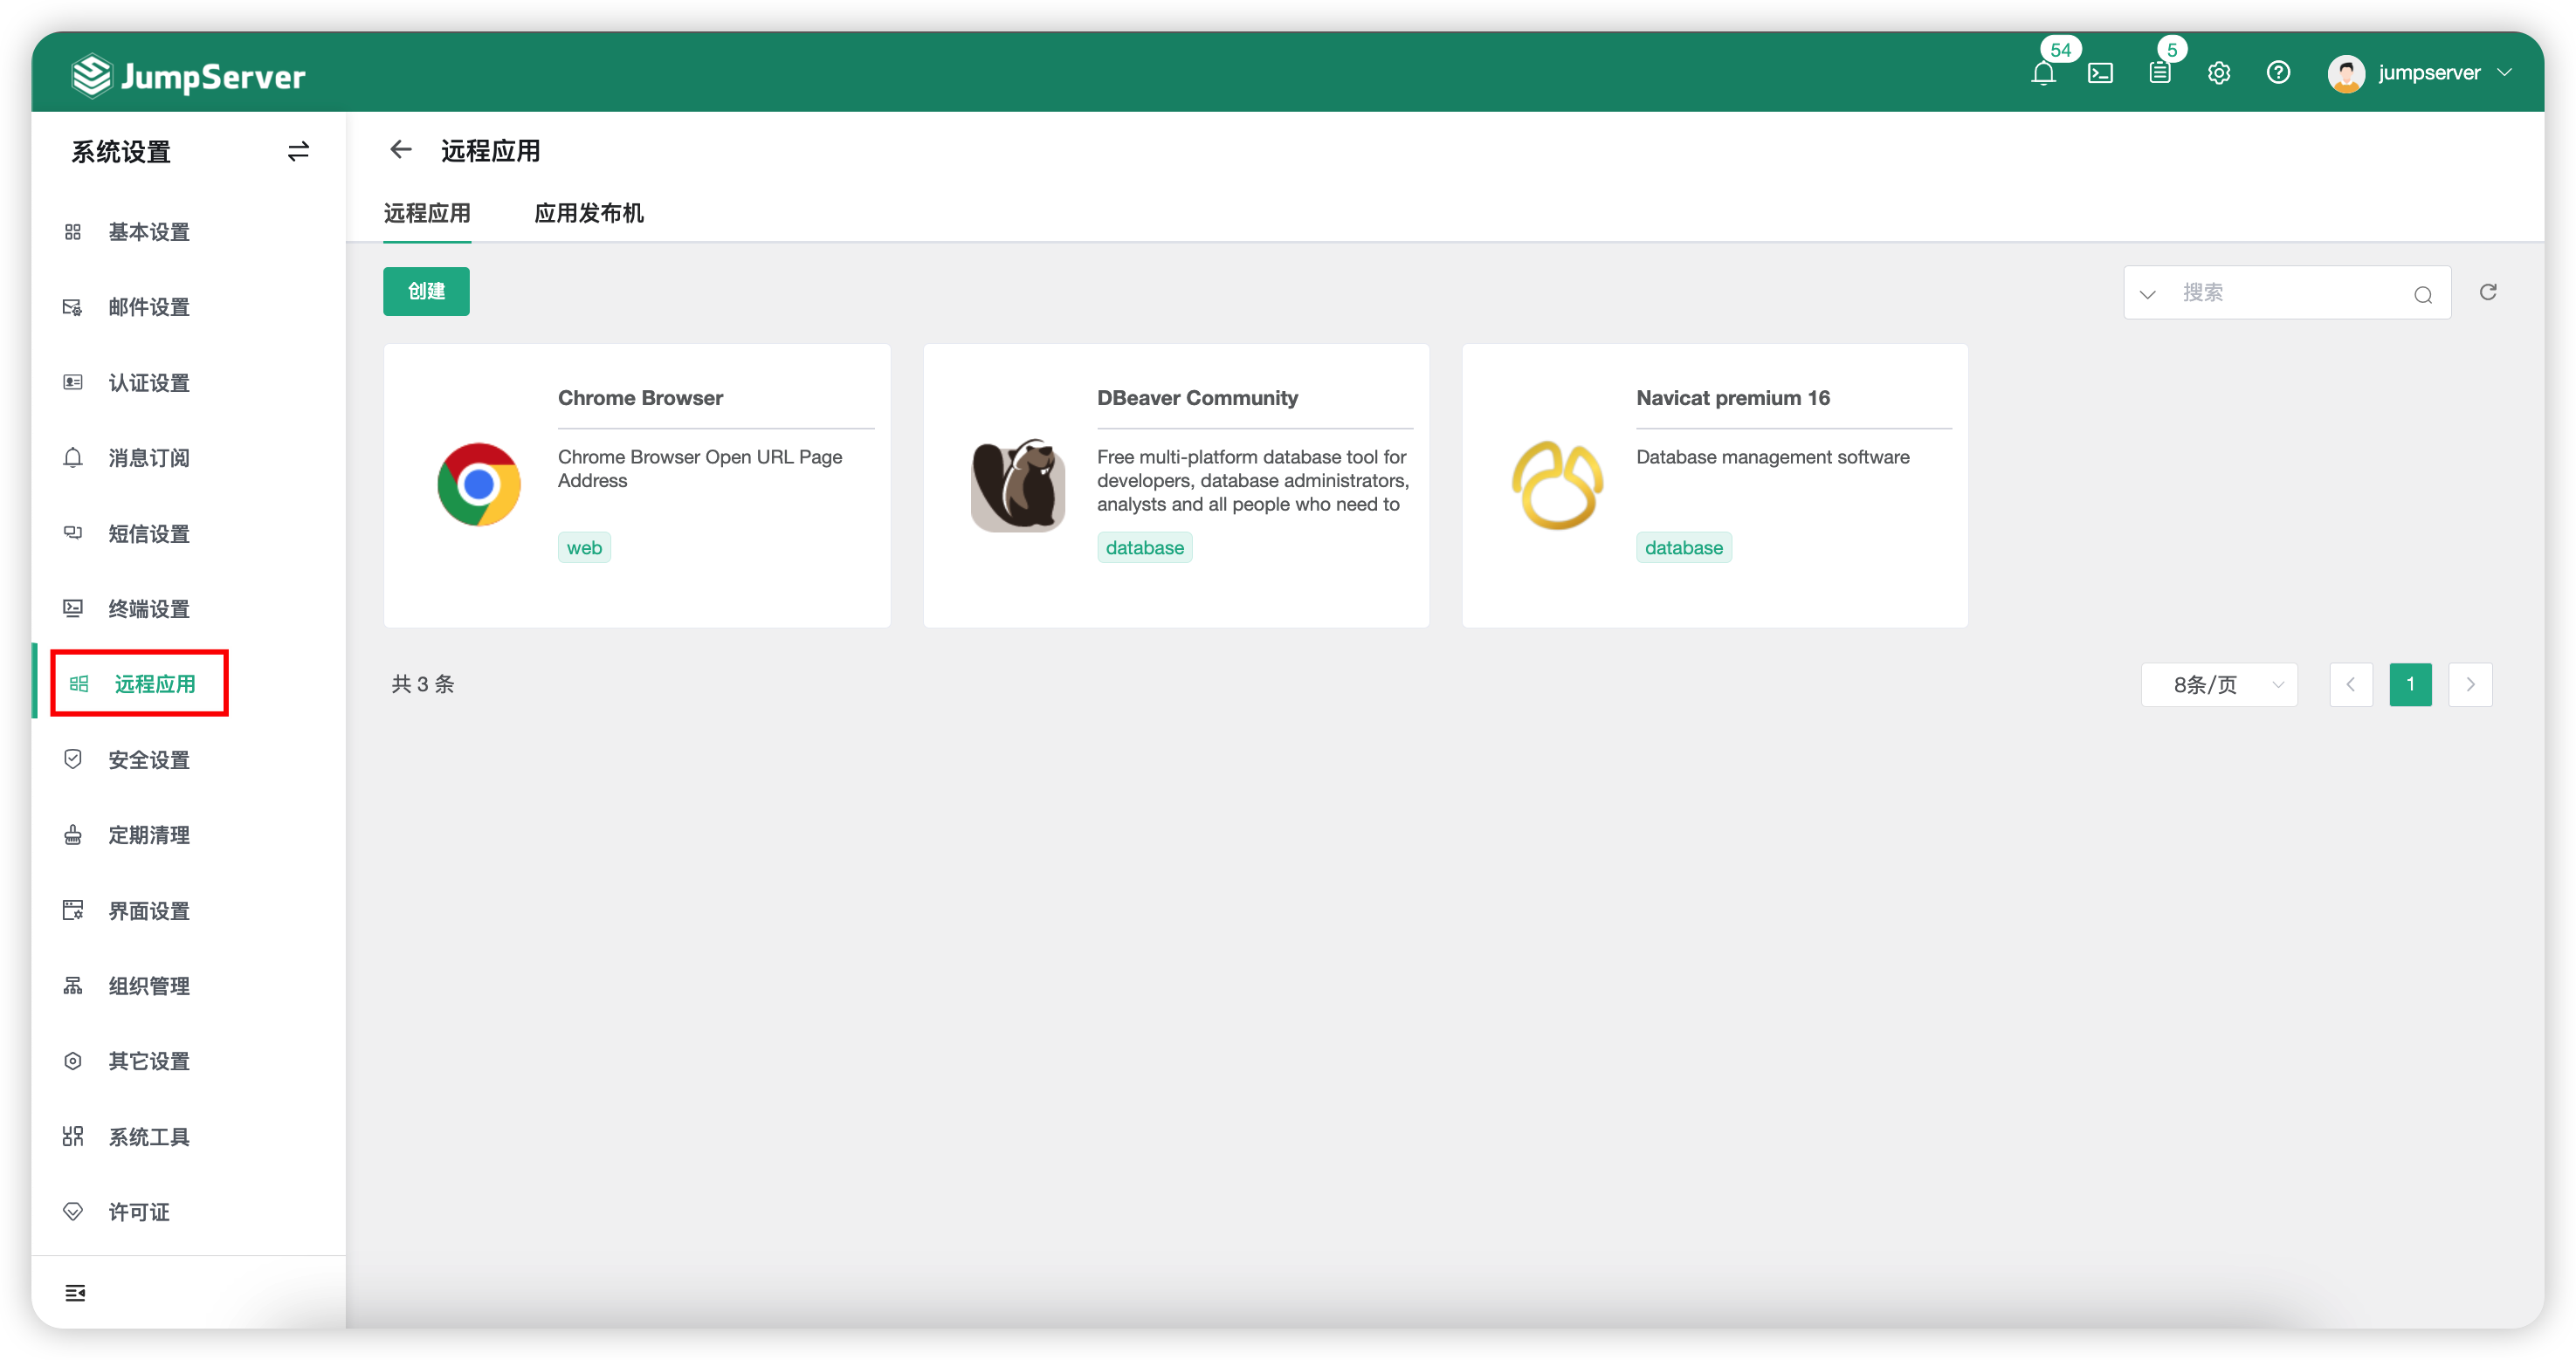 JumpServer
54
5
jumpserver
系统设置
基本设置
邮件设置
认证设置
消息订阅
短信设置
终端设置
远程应用
安全设置
定期清理
界面设置
组织管理
其它设置
系统工具
许可证
远程应用
远程应用
应用发布机
创建
搜索
Chrome Browser
Chrome Browser Open URL Page
Address
web
DBeaver Community
Free multi-platform database tool for
developers, database administrators,
analysts and all people who need to
database
Navicat premium 16
Database management software
database
共 3 条
8条/页
1